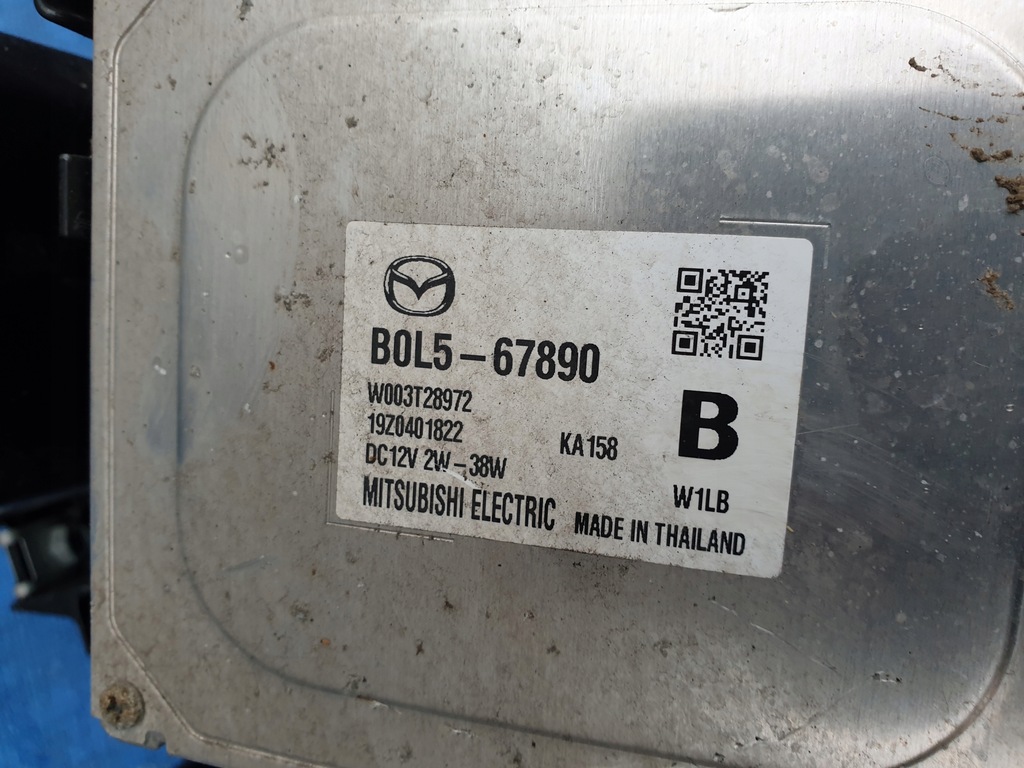 B0L5-67890
W003T28972
19Z0401822
KA158
DC12V 2W-38W
B
W1LB
MITSUBISHI ELECTRIC
MADE IN THAILAND